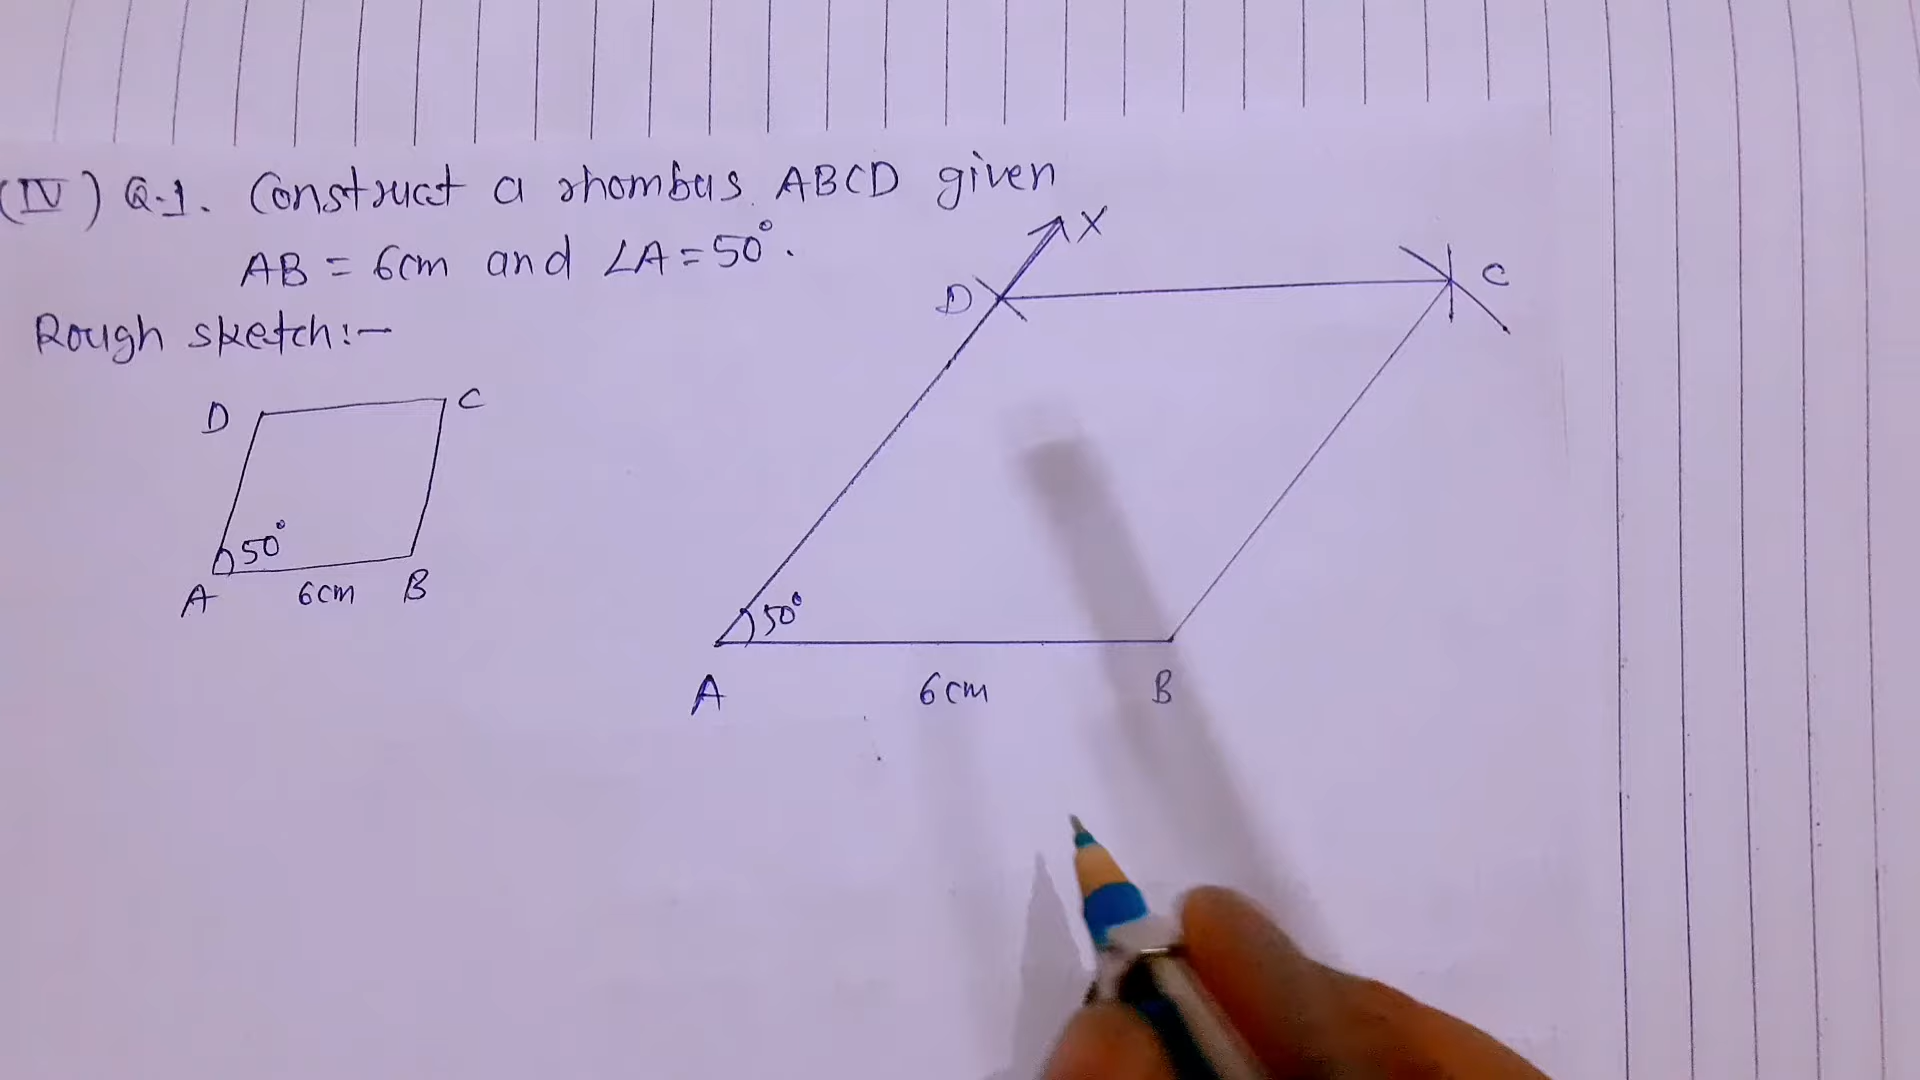 (IV) Q.1. Construct a rhombus ABCD given
AB = 6cm and ∠A=50°.
Rough sketch:-
D
C
50°
A
6cm
B
X
D
C
50°
A
6cm
B